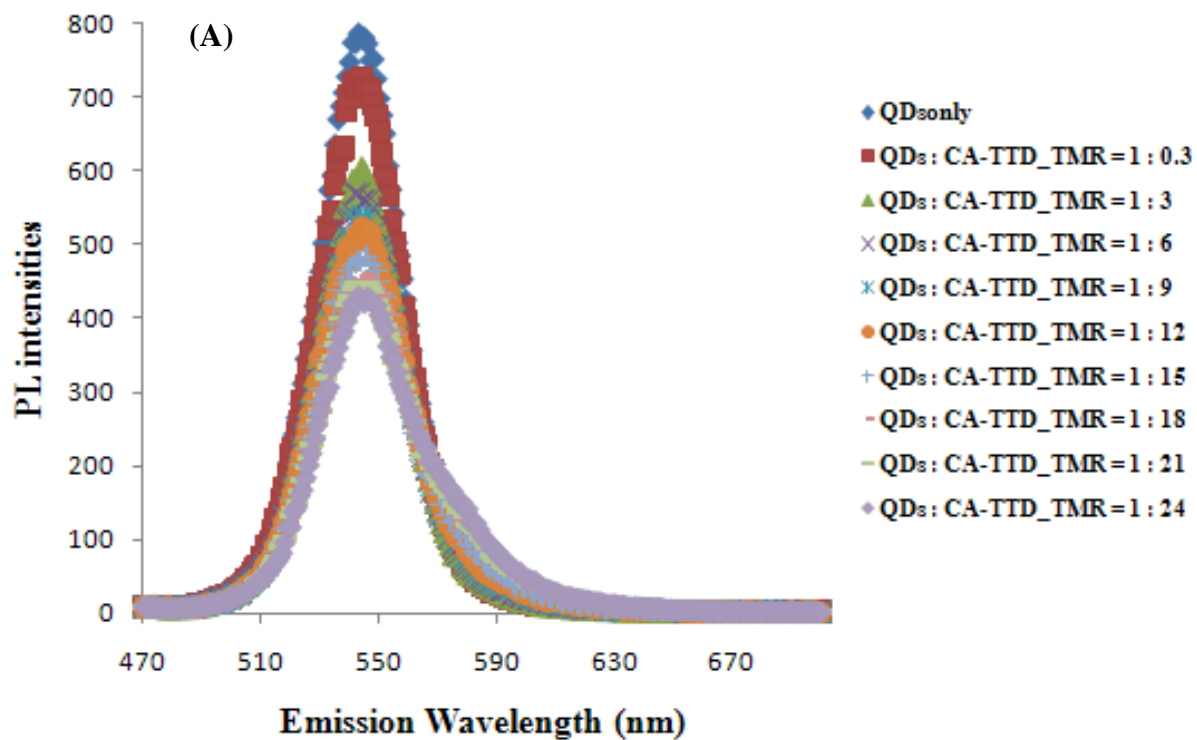 (A)
800
700
600
500
400
300
200
100
0
PL intensities
470 510 550 590 630 670
Emission Wavelength (nm)
QDsonly
QDs : CA-TTD_TMR = 1 : 0.3
QDs : CA-TTD_TMR = 1 : 3
QDs : CA-TTD_TMR = 1 : 6
QDs : CA-TTD_TMR = 1 : 9
QDs : CA-TTD_TMR = 1 : 12
QDs : CA-TTD_TMR = 1 : 15
QDs : CA-TTD_TMR = 1 : 18
QDs : CA-TTD_TMR = 1 : 21
QDs : CA-TTD_TMR = 1 : 24